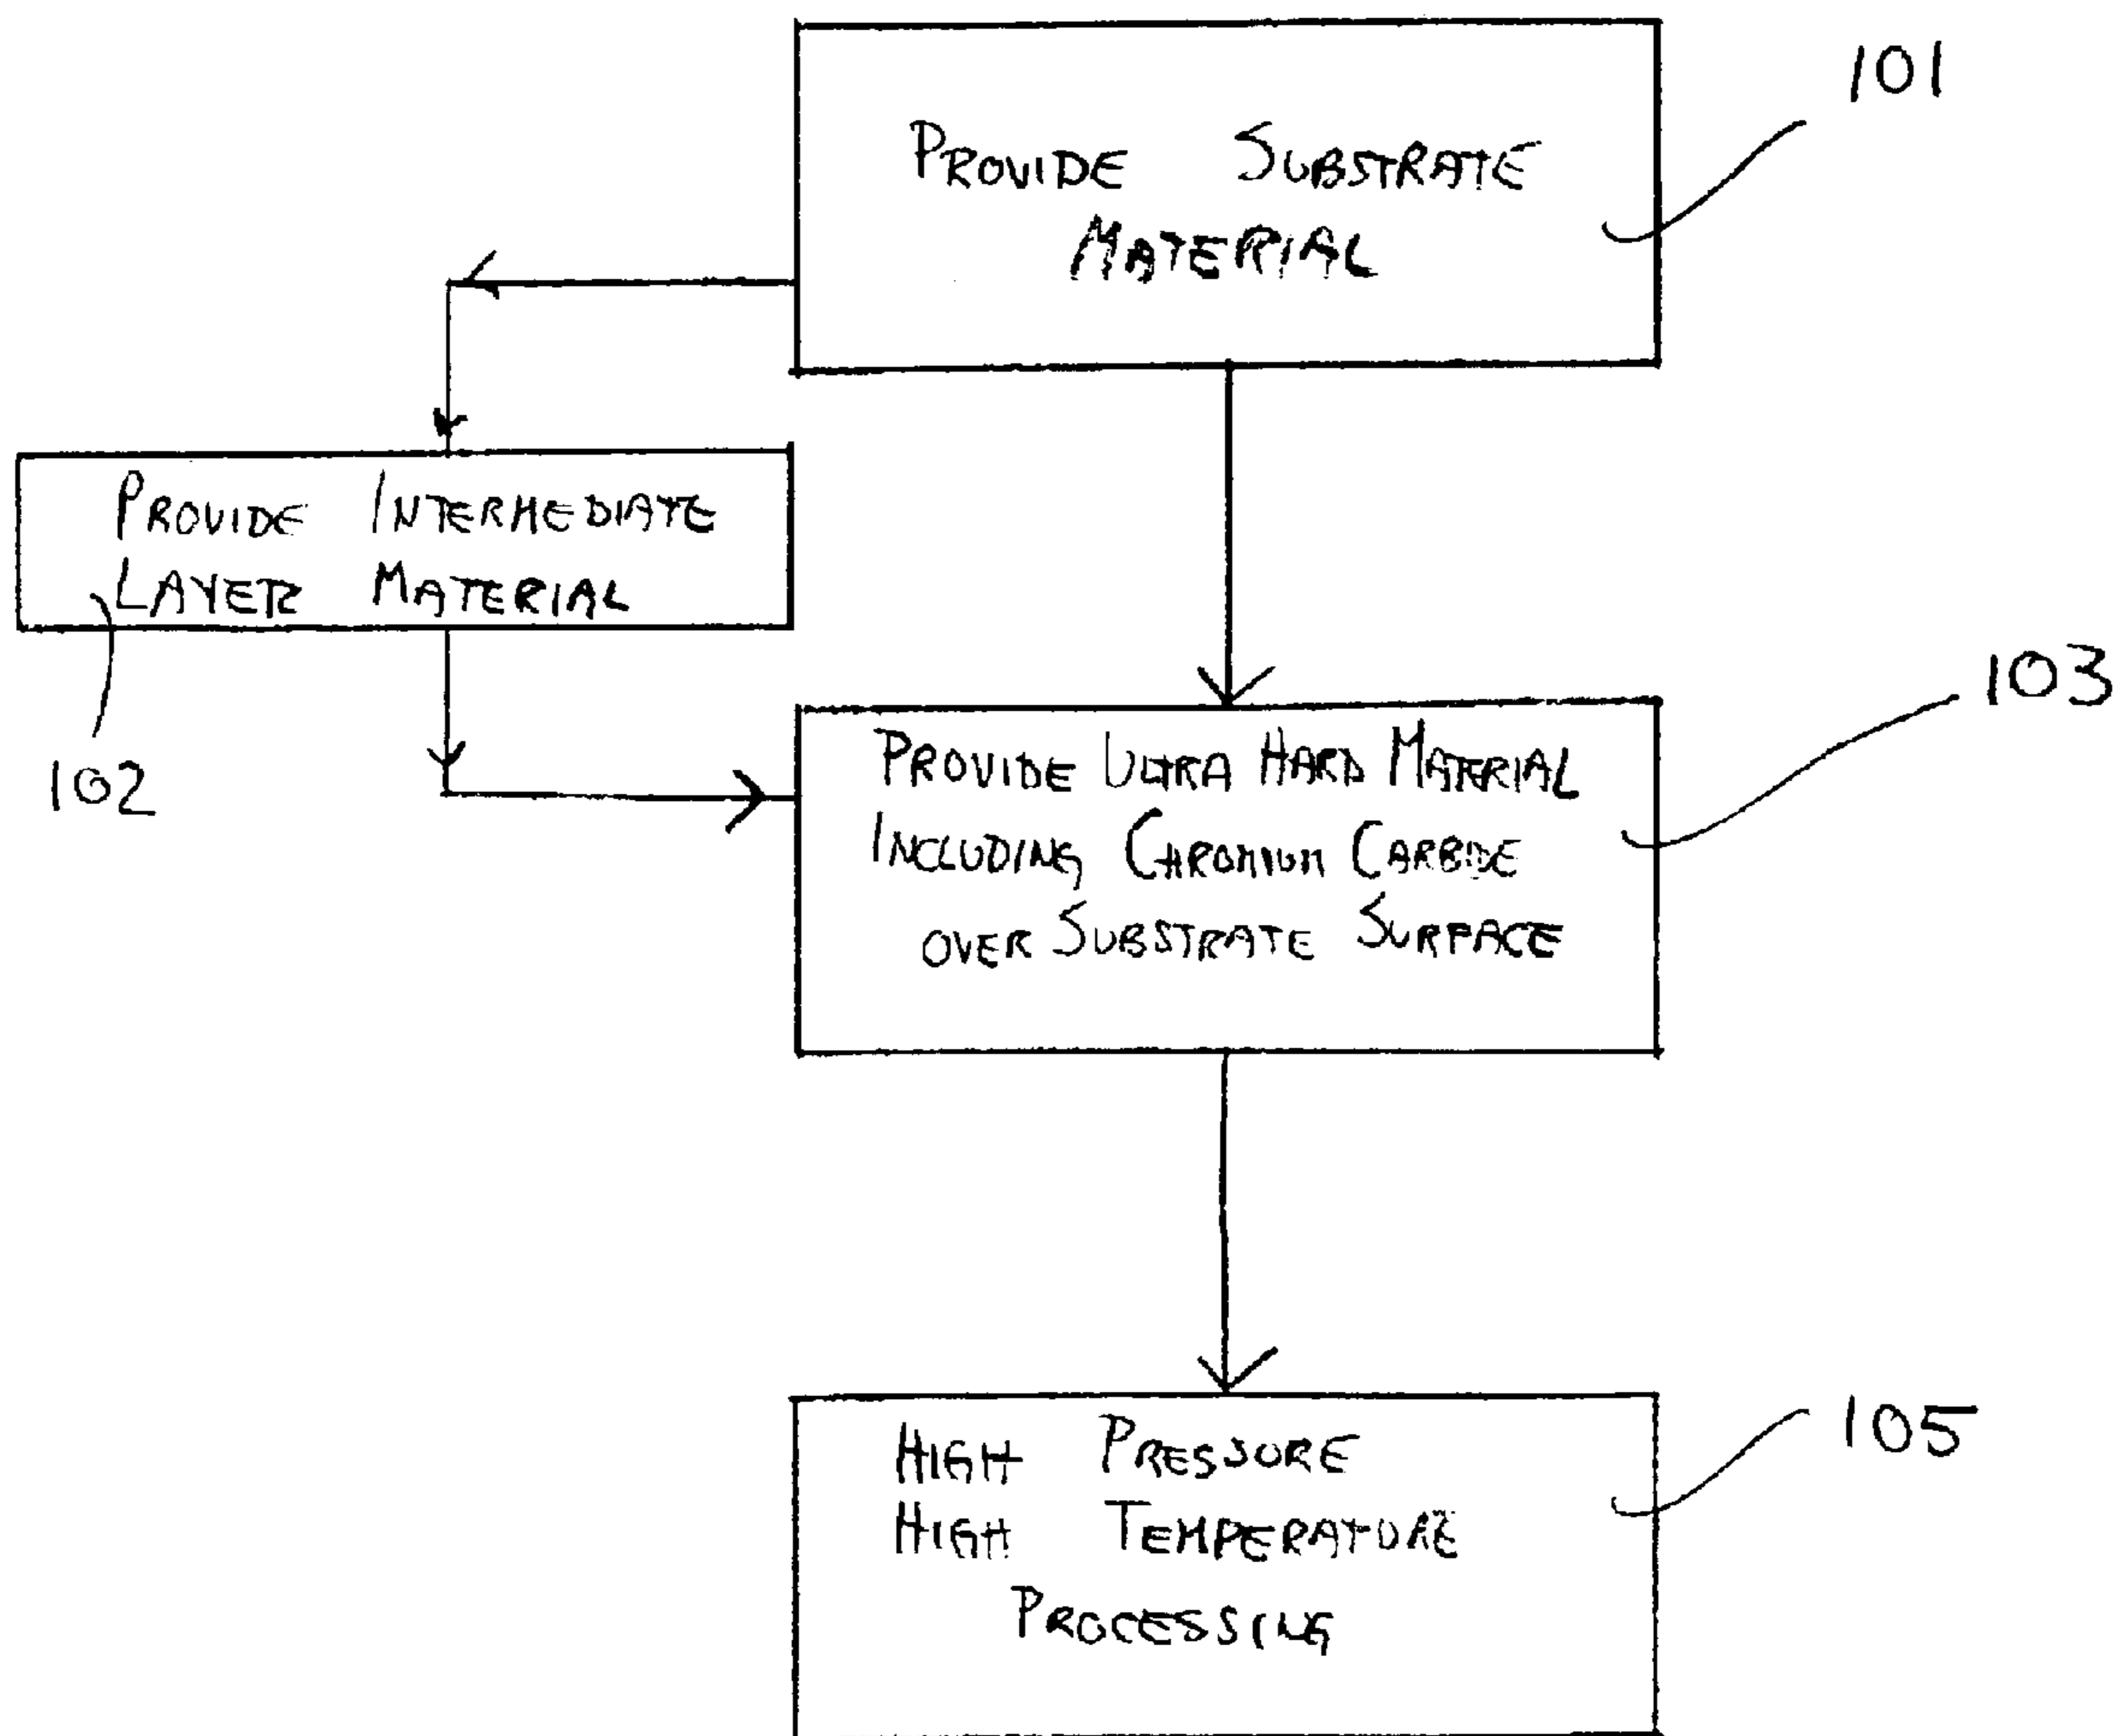 101
PROVIDE SUBSTRATE
MATERIAL
PROVIDE INTERMEDIATE
LAYER MATERIAL
102
103
PROVIDE ULTRA HARD MATERIAL
INCLUDING CHROMIUM CARBIDE
OVER SUBSTRATE SURFACE
105
HIGH PRESSURE
HIGH TEMPERATURE
PROCESSING